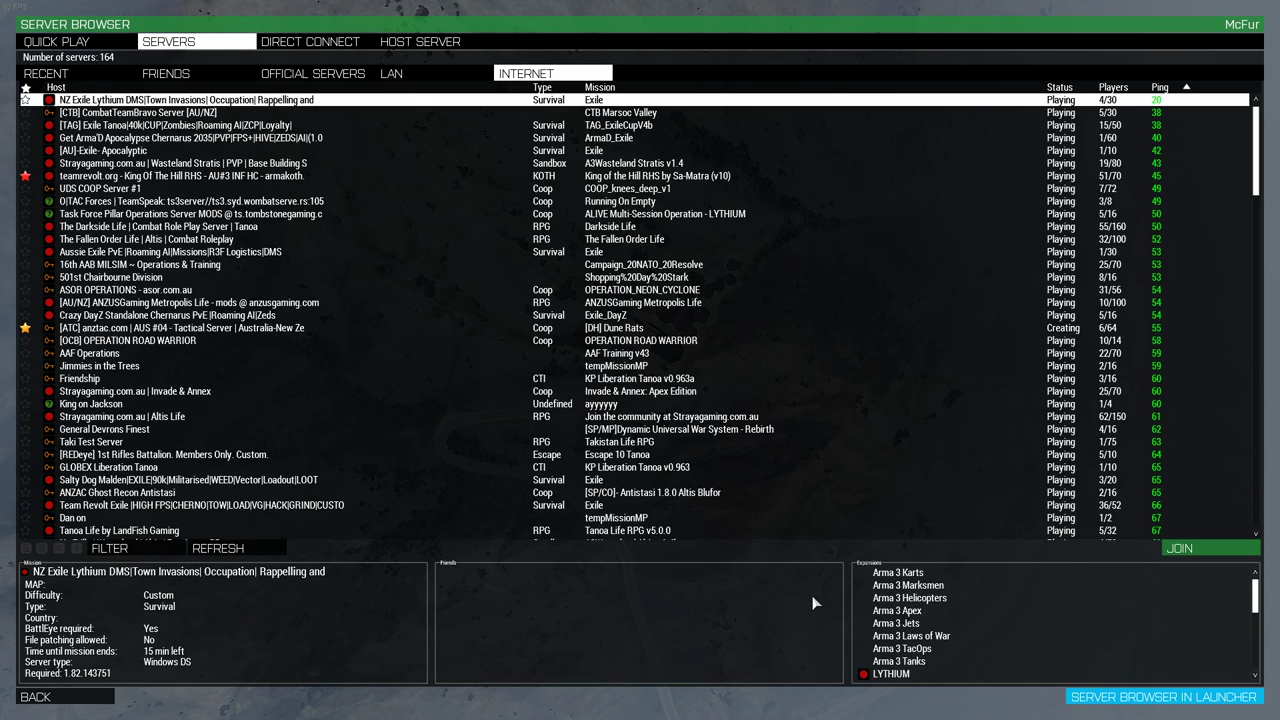 SERVER BROWSER McFur
QUICK PLAY SERVERS DIRECT CONNECT HOST SERVER
Number of servers: 164
RECENT FRIENDS OFFICIAL SERVERS LAN INTERNET
Host Type Mission Status Players Ping
NZ Exile Lythium DMS|Town Invasions| Occupation| Rappelling and Survival Exile Playing 4/30 20
[CTB] CombatTeamBravo Server [AU/NZ] CTB Marsoc Valley Playing 5/30 38
[TAG] Exile Tanoa|40k|CUP|Zombies|Roaming AI|ZCP|Loyalty| Survival TAG_ExileCupV4b Playing 15/50 38
Get Arma'D Apocalypse Chernarus 2035|PVP|FPS+|HIVE|ZEDS|AI|(1.0 Survival ArmaD_Exile Playing 1/60 40
[AU]-Exile- Apocalyptic Survival Exile Playing 1/10 42
Strayagaming.com.au | Wasteland Stratis | PVP | Base Building S Sandbox A3Wasteland Stratis v1.4 Playing 19/80 43
teamrevolt.org - King Of The Hill RHS - AU#3 INF HC - armakoth. KOTH King of the Hill RHS by Sa-Matra (v10) Playing 51/70 45
UDS COOP Server #1 Coop COOP_knees_deep_v1 Playing 7/72 49
O|TAC Forces | TeamSpeak: ts3server//ts3.syd.wombatserve.rs:105 Coop Running On Empty Playing 3/8 49
Task Force Pillar Operations Server MODS @ ts.tombstonegaming.c Coop ALIVE Multi-Session Operation - LYTHIUM Playing 5/16 50
The Darkside Life | Combat Role Play Server | Tanoa RPG Darkside Life Playing 55/160 50
The Fallen Order Life | Altis | Combat Roleplay RPG The Fallen Order Life Playing 32/100 52
Aussie Exile PvE |Roaming AI|Missions|R3F Logistics|DMS Survival Exile Playing 1/30 53
16th AAB MILSIM ~ Operations & Training Campaign_20NATO_20Resolve Playing 25/70 53
501st Chairbourne Division Shopping%20Day%20Stark Playing 8/16 53
ASOR OPERATIONS - asor.com.au Coop OPERATION_NEON_CYCLONE Playing 31/56 54
[AU/NZ] ANZUSGaming Metropolis Life - mods @ anzusgaming.com RPG ANZUSGaming Metropolis Life Playing 10/100 54
Crazy DayZ Standalone Chernarus PvE |Roaming AI|Zeds Survival Exile_DayZ Playing 5/16 54
[ATC] anztac.com | AUS #04 - Tactical Server | Australia-New Ze Coop [DH] Dune Rats Creating 6/64 55
[OCB] OPERATION ROAD WARRIOR Coop OPERATION ROAD WARRIOR Playing 10/14 58
AAF Operations AAF Training v43 Playing 22/70 59
Jimmies in the Trees tempMissionMP Playing 2/16 59
Friendship CTI KP Liberation Tanoa v0.963a Playing 3/16 60
Strayagaming.com.au | Invade & Annex Coop Invade & Annex: Apex Edition Playing 25/70 60
King on Jackson Undefined ayyyyyy Playing 1/4 60
Strayagaming.com.au | Altis Life RPG Join the community at Strayagaming.com.au Playing 62/150 61
General Devrons Finest [SP/MP]Dynamic Universal War System - Rebirth Playing 4/16 62
Taki Test Server RPG Takistan Life RPG Playing 1/75 63
[REDeye] 1st Rifles Battalion. Members Only. Custom. Escape Escape 10 Tanoa Playing 5/10 64
GLOBEX Liberation Tanoa CTI KP Liberation Tanoa v0.963 Playing 1/10 65
Salty Dog Malden|EXILE|90k|Militarised|WEED|Vector|Loadout|LOOT Survival Exile Playing 3/20 65
ANZAC Ghost Recon Antistasi Coop [SP/CO]- Antistasi 1.8.0 Altis Blufor Playing 2/16 65
Team Revolt Exile |HIGH FPS|CHERNO|TOW|LOAD|VG|HACK|GRIND|CUSTO Survival Exile Playing 36/52 66
Dan on tempMissionMP Playing 1/2 67
Tanoa Life by LandFish Gaming RPG Tanoa Life RPG v5.0.0 Playing 5/32 67
FILTER REFRESH JOIN
Mission Friends Expansions
NZ Exile Lythium DMS|Town Invasions| Occupation| Rappelling and
MAP:
Difficulty: Custom
Type: Survival
Country:
BattlEye required: Yes
File patching allowed: No
Time until mission ends: 15 min left
Server type: Windows DS
Required: 1.82.143751
Arma 3 Karts
Arma 3 Marksmen
Arma 3 Helicopters
Arma 3 Apex
Arma 3 Jets
Arma 3 Laws of War
Arma 3 TacOps
Arma 3 Tanks
LYTHIUM
BACK SERVER BROWSER IN LAUNCHER